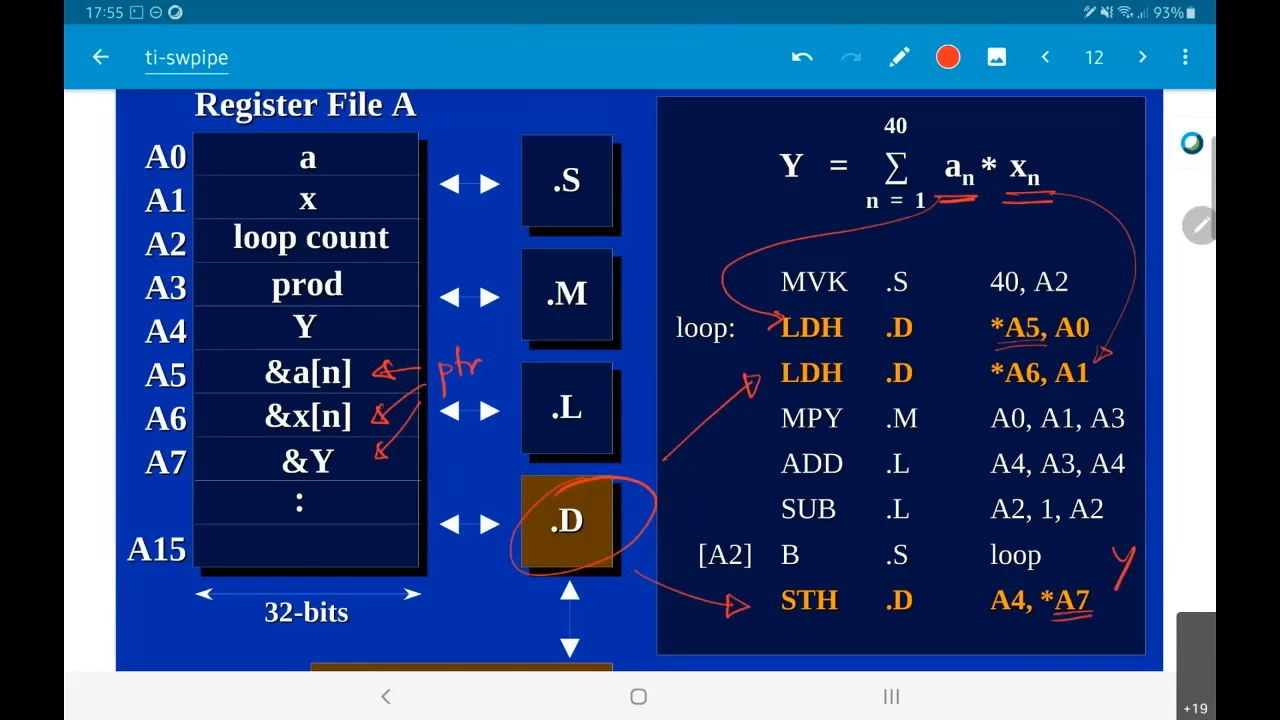 17:55
93%
ti-swpipe
12
Register File A
A0 a
A1 x
A2 loop count
A3 prod
A4 Y
A5 &a[n]
A6 &x[n]
A7 &Y
:
A15
32-bits
ptr
.S
.M
.L
.D
40
Y = ∑ aₙ * xₙ
n = 1
MVK .S 40, A2
loop: LDH .D *A5, A0
LDH .D *A6, A1
MPY .M A0, A1, A3
ADD .L A4, A3, A4
SUB .L A2, 1, A2
[A2] B .S loop
STH .D A4, *A7
Y
+19